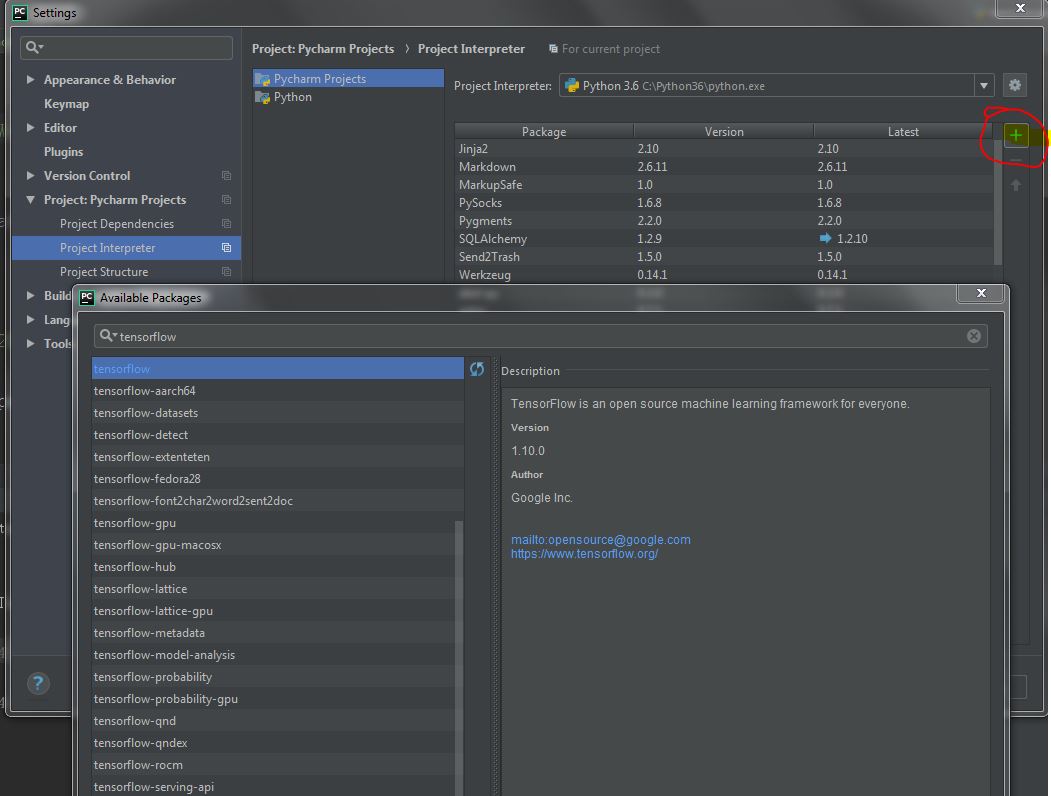 PC Settings
Project: Pycharm Projects › Project Interpreter For current project
Appearance & Behavior
Keymap
Editor
Plugins
Version Control
Project: Pycharm Projects
Project Dependencies
Project Interpreter
Project Structure
Build
Lang
Tools
Pycharm Projects
Python
Project Interpreter: Python 3.6 C:\Python36\python.exe
Package Version Latest
Jinja2 2.10 2.10
Markdown 2.6.11 2.6.11
MarkupSafe 1.0 1.0
PySocks 1.6.8 1.6.8
Pygments 2.2.0 2.2.0
SQLAlchemy 1.2.9 1.2.10
Send2Trash 1.5.0 1.5.0
Werkzeug 0.14.1 0.14.1
PC Available Packages
tensorflow
tensorflow
tensorflow-aarch64
tensorflow-datasets
tensorflow-detect
tensorflow-extenteten
tensorflow-fedora28
tensorflow-font2char2word2sent2doc
tensorflow-gpu
tensorflow-gpu-macosx
tensorflow-hub
tensorflow-lattice
tensorflow-lattice-gpu
tensorflow-metadata
tensorflow-model-analysis
tensorflow-probability
tensorflow-probability-gpu
tensorflow-qnd
tensorflow-qndex
tensorflow-rocm
tensorflow-serving-api
Description
TensorFlow is an open source machine learning framework for everyone.
Version
1.10.0
Author
Google Inc.
mailto:opensource@google.com
https://www.tensorflow.org/
?